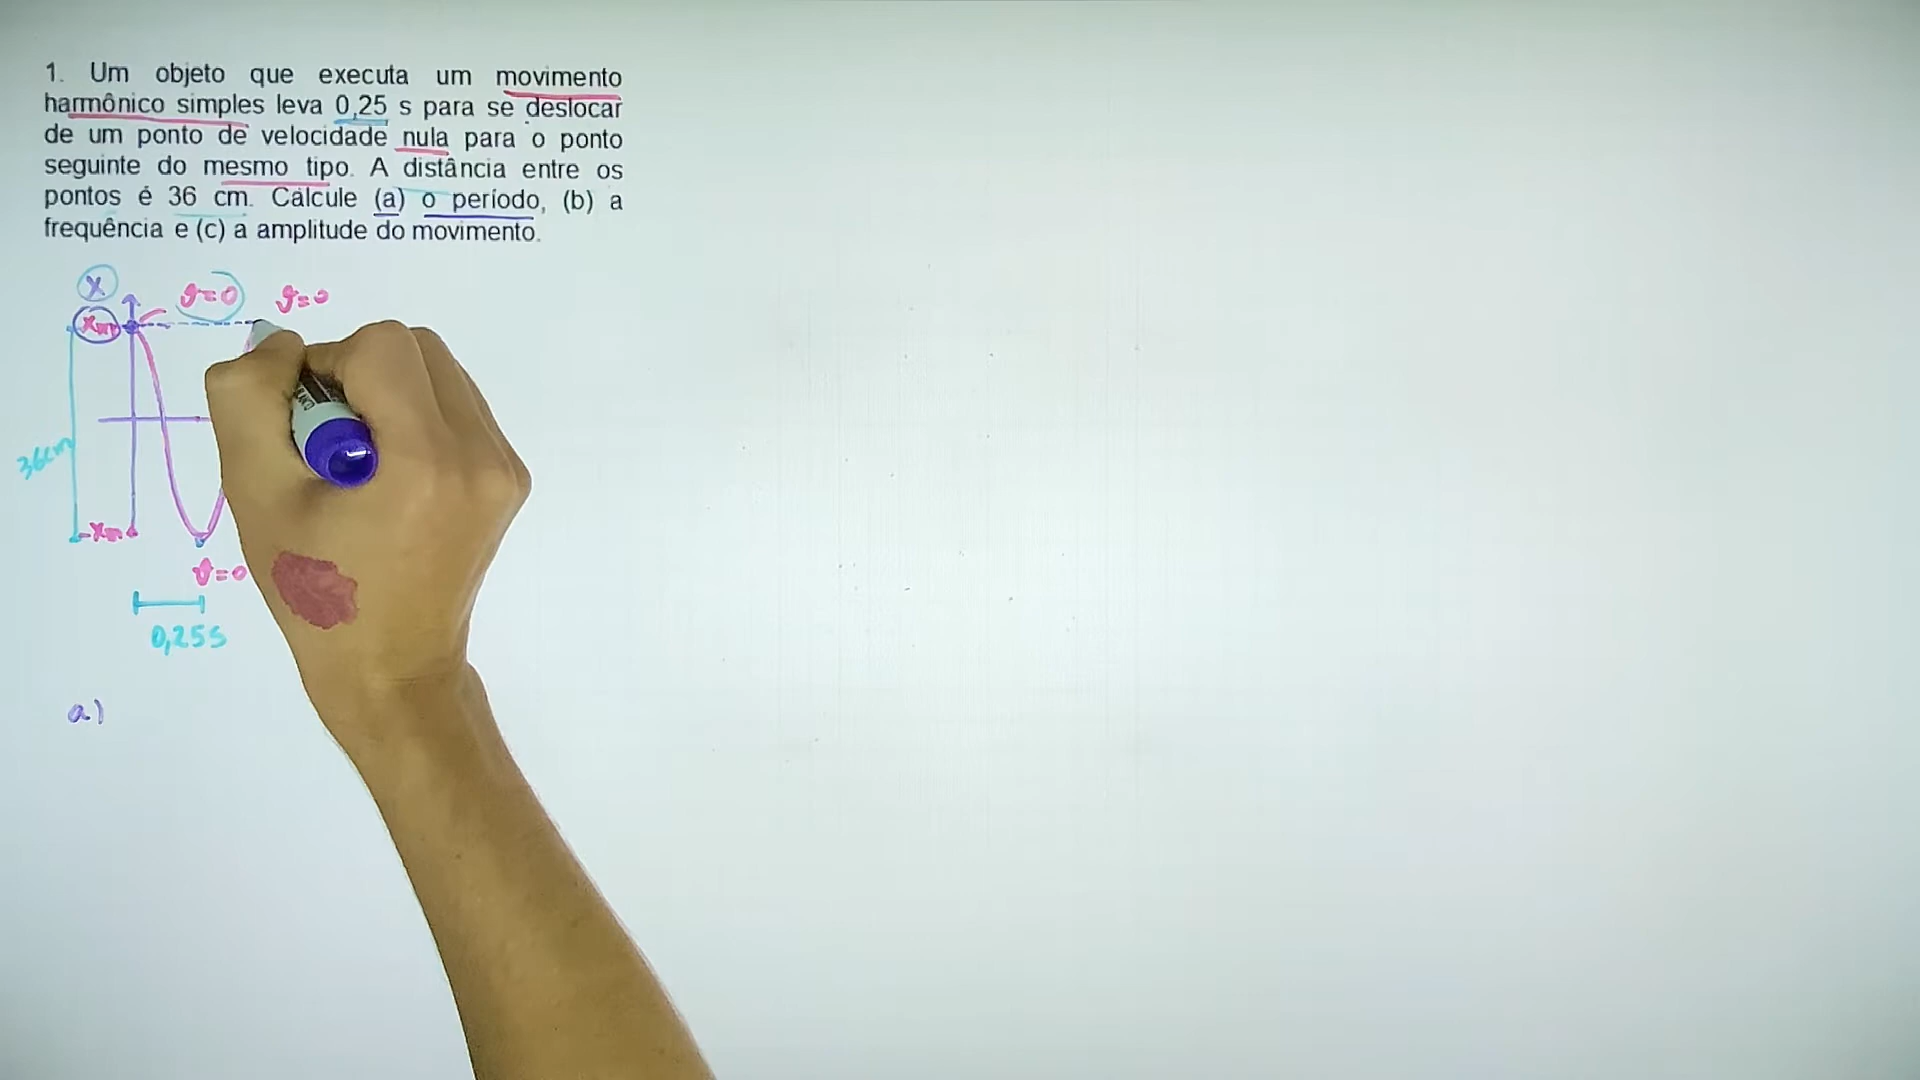 1. Um objeto que executa um movimento
harmônico simples leva 0,25 s para se deslocar
de um ponto de velocidade nula para o ponto
seguinte do mesmo tipo. A distância entre os
pontos é 36 cm. Calcule (a) o período, (b) a
frequência e (c) a amplitude do movimento.
x
v=0 v=0
xm
36cm
-xm
v=0
0,25s
a)